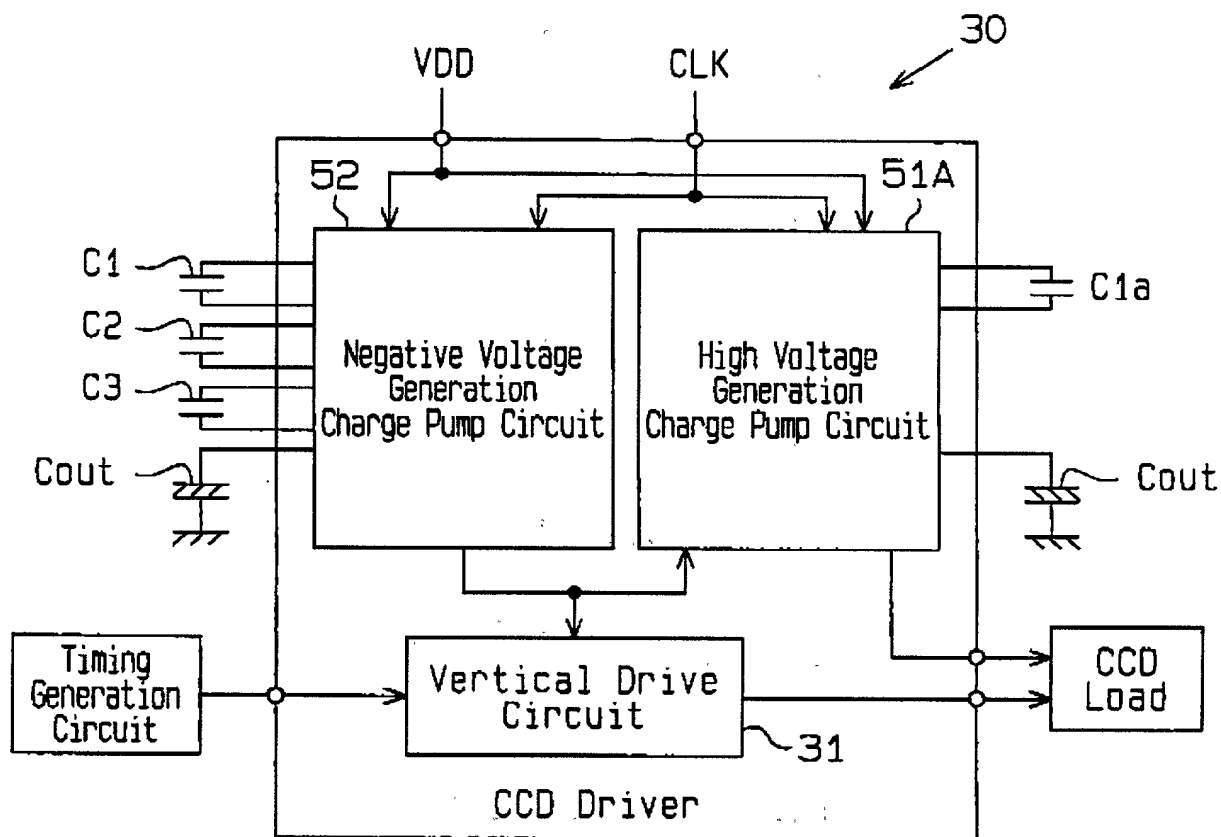 30
VDD
CLK
52
51A
C1
C2
C3
Cout
Negative Voltage
Generation
Charge Pump Circuit
High Voltage
Generation
Charge Pump Circuit
C1a
Cout
Timing
Generation
Circuit
Vertical Drive
Circuit
31
CCD
Load
CCD Driver